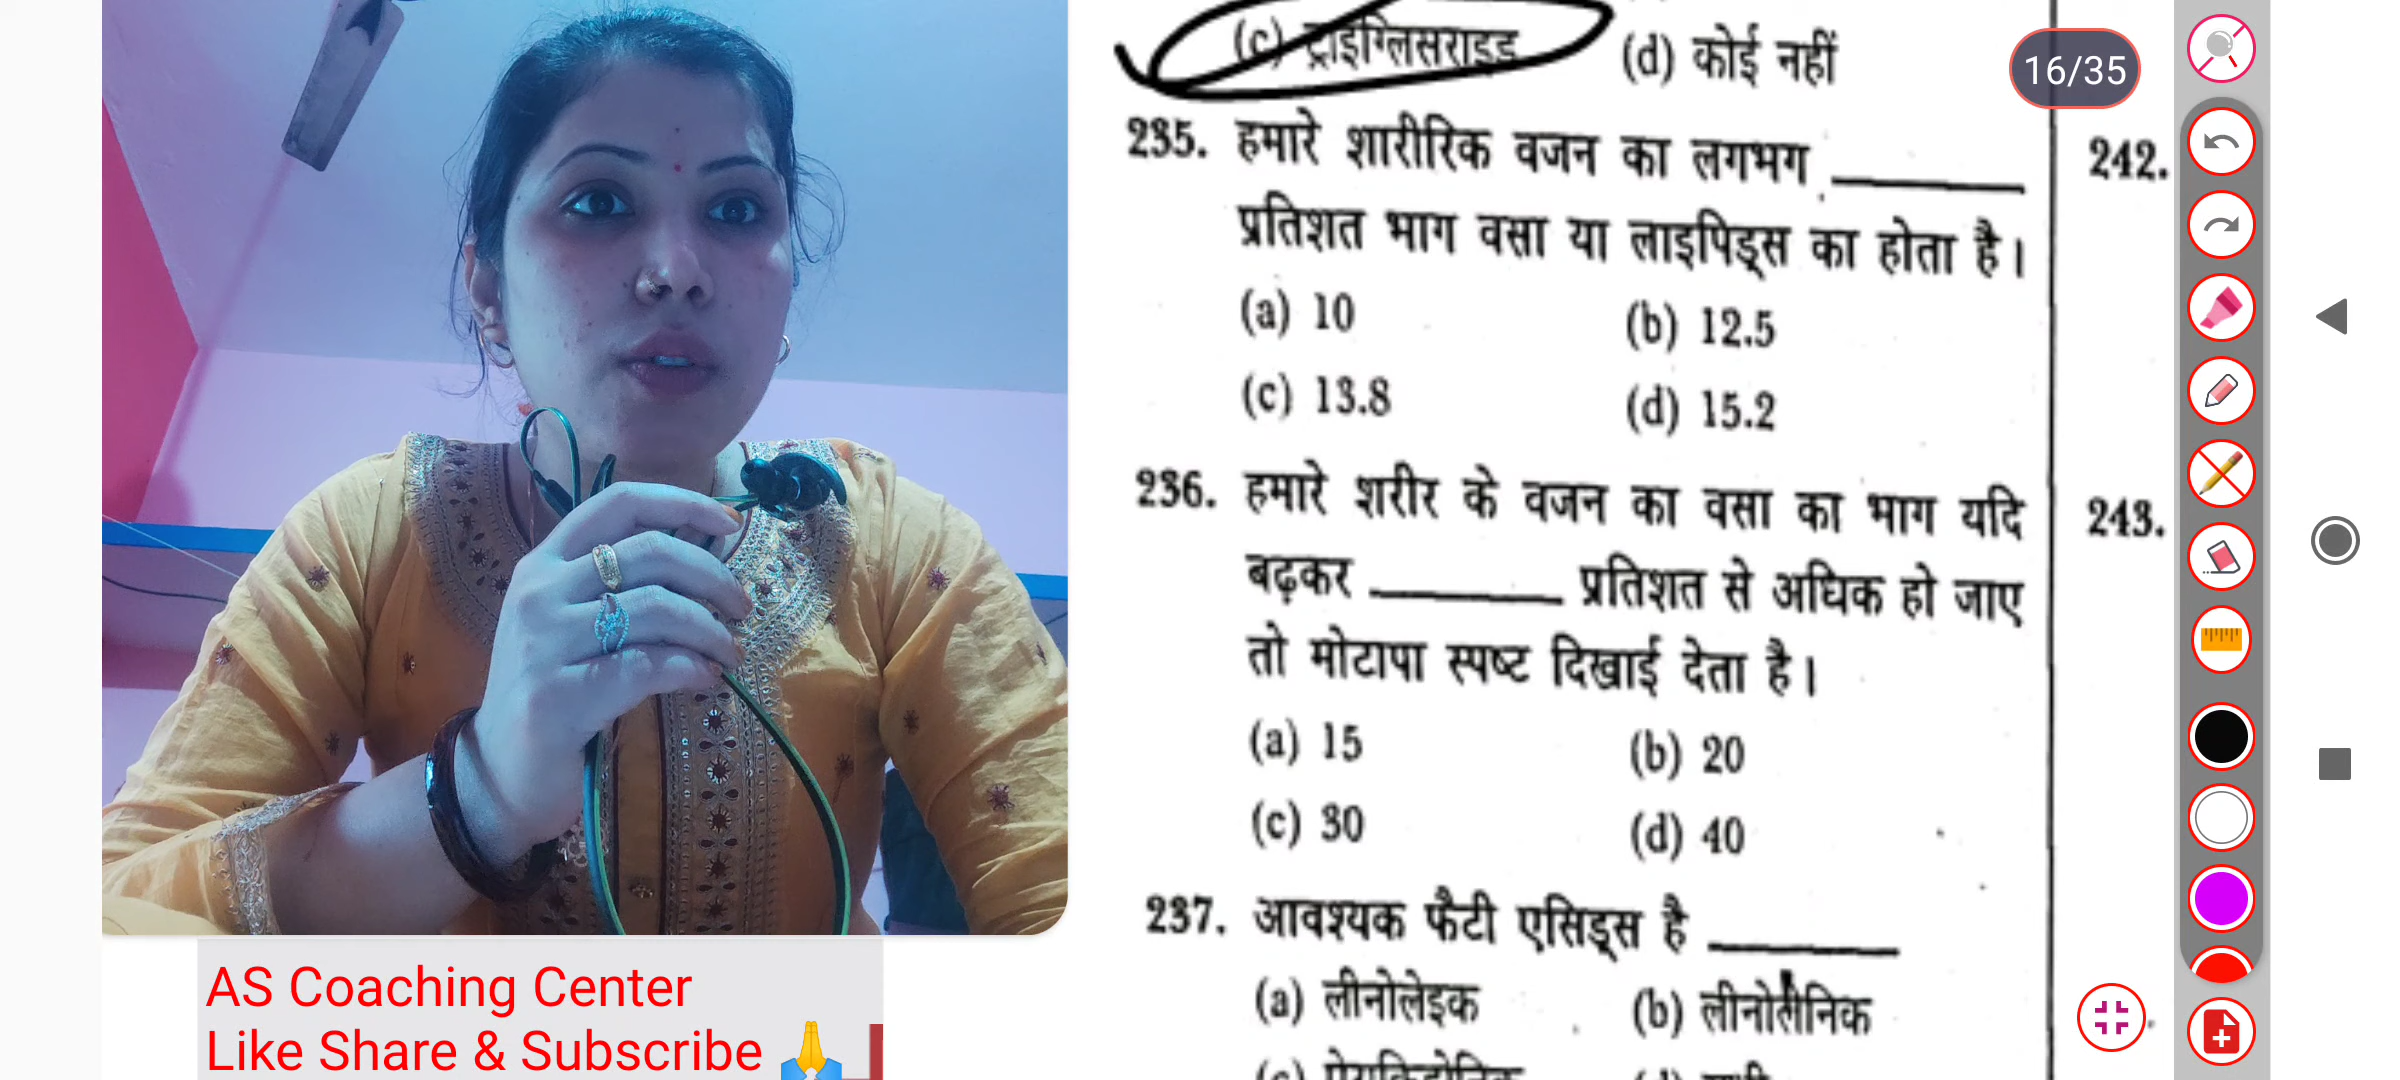 (c) ट्राइग्लिसराइड (d) कोई नहीं
16/35
235. हमारे शारीरिक वजन का लगभग ______
प्रतिशत भाग वसा या लाइपिड्स का होता है।
(a) 10 (b) 12.5
(c) 13.8 (d) 15.2
236. हमारे शरीर के वजन का वसा का भाग यदि
बढ़कर ______ प्रतिशत से अधिक हो जाए
तो मोटापा स्पष्ट दिखाई देता है।
(a) 15 (b) 20
(c) 30 (d) 40
237. आवश्यक फैटी एसिड्स है ______
(a) लीनोलेइक (b) लीनोलैनिक
242.
243.
AS Coaching Center
Like Share & Subscribe 🙏